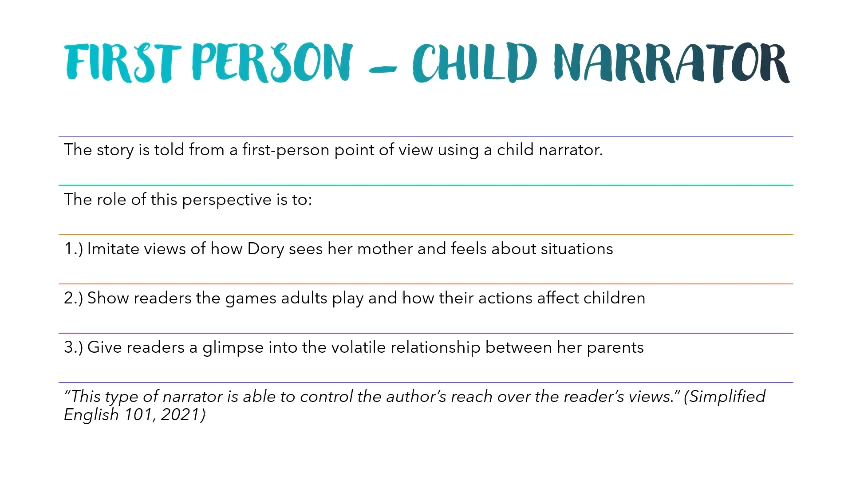 FIRST PERSON – CHILD NARRATOR
The story is told from a first-person point of view using a child narrator.
The role of this perspective is to:
1.) Imitate views of how Dory sees her mother and feels about situations
2.) Show readers the games adults play and how their actions affect children
3.) Give readers a glimpse into the volatile relationship between her parents
“This type of narrator is able to control the author’s reach over the reader’s views.” (Simplified
English 101, 2021)